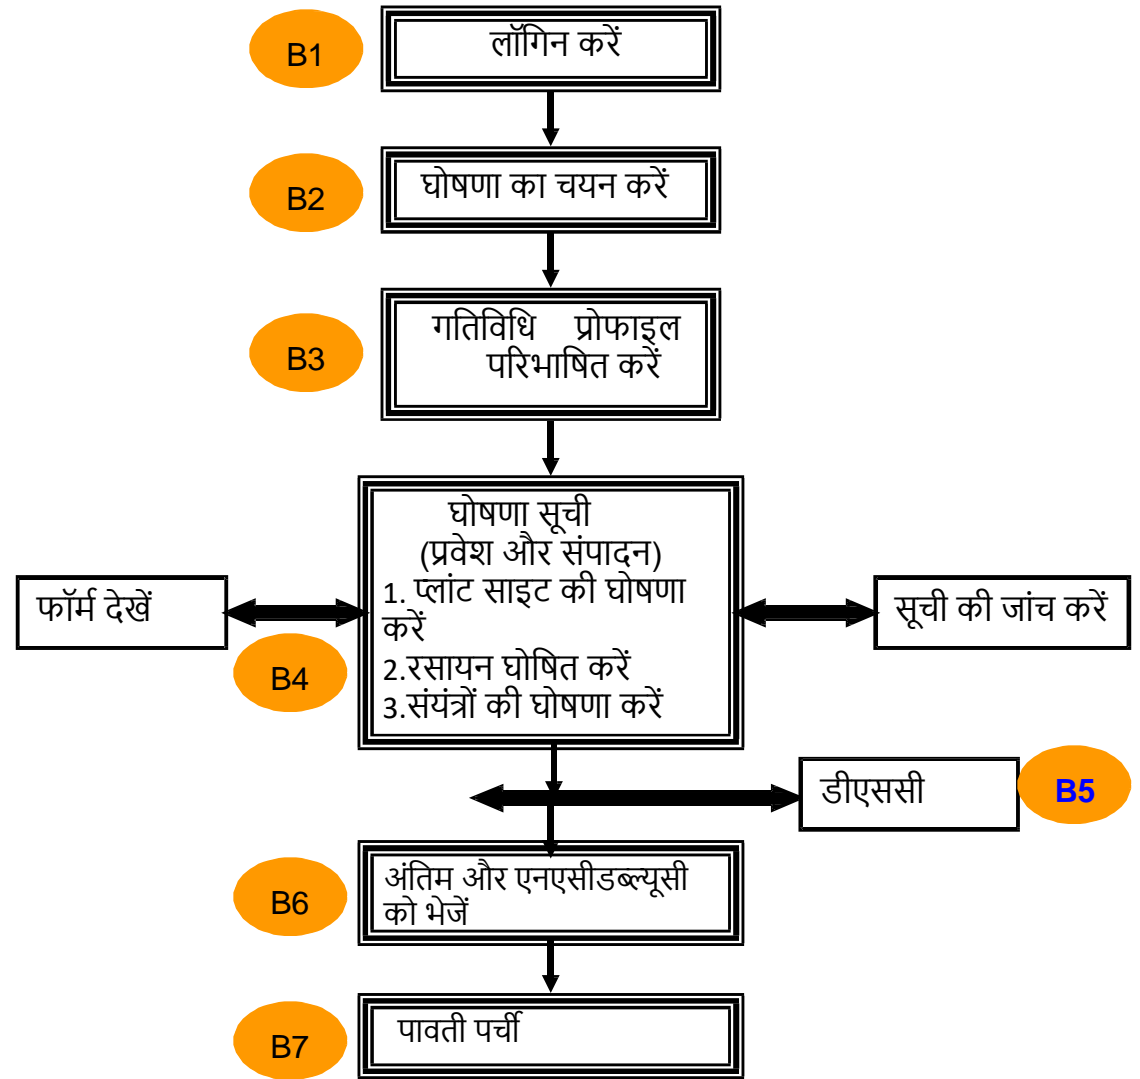 B1
लॉगिन करें
B2
घोषणा का चयन करें
B3
गतिविधि प्रोफाइल
परिभाषित करें
घोषणा सूची
(प्रवेश और संपादन)
1. प्लांट साइट की घोषणा
करें
2.रसायन घोषित करें
3.संयंत्रों की घोषणा करें
फॉर्म देखें
सूची की जांच करें
B4
डीएससी
B5
B6
अंतिम और एनएसीडब्ल्यूसी
को भेजें
B7
पावती पर्ची